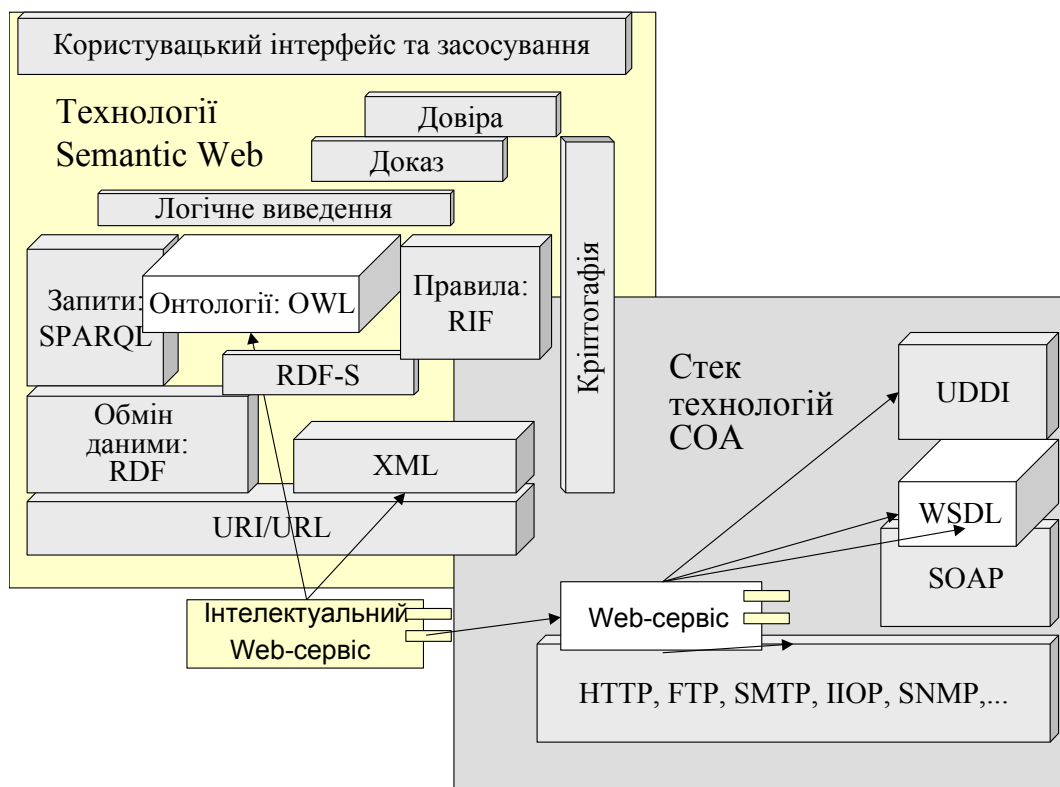 Користувацький інтерфейс та засосування
Технології
Semantic Web
Довіра
Доказ
Логічне виведення
Запити:
SPARQL
Онтології: OWL
Правила:
RIF
Кріптогафія
RDF-S
Обмін
даними:
RDF
XML
URI/URL
Стек
технологій
СОА
UDDI
WSDL
SOAP
Інтелектуальний
Web-сервіс
Web-сервіс
HTTP, FTP, SMTP, IIOP, SNMP,...